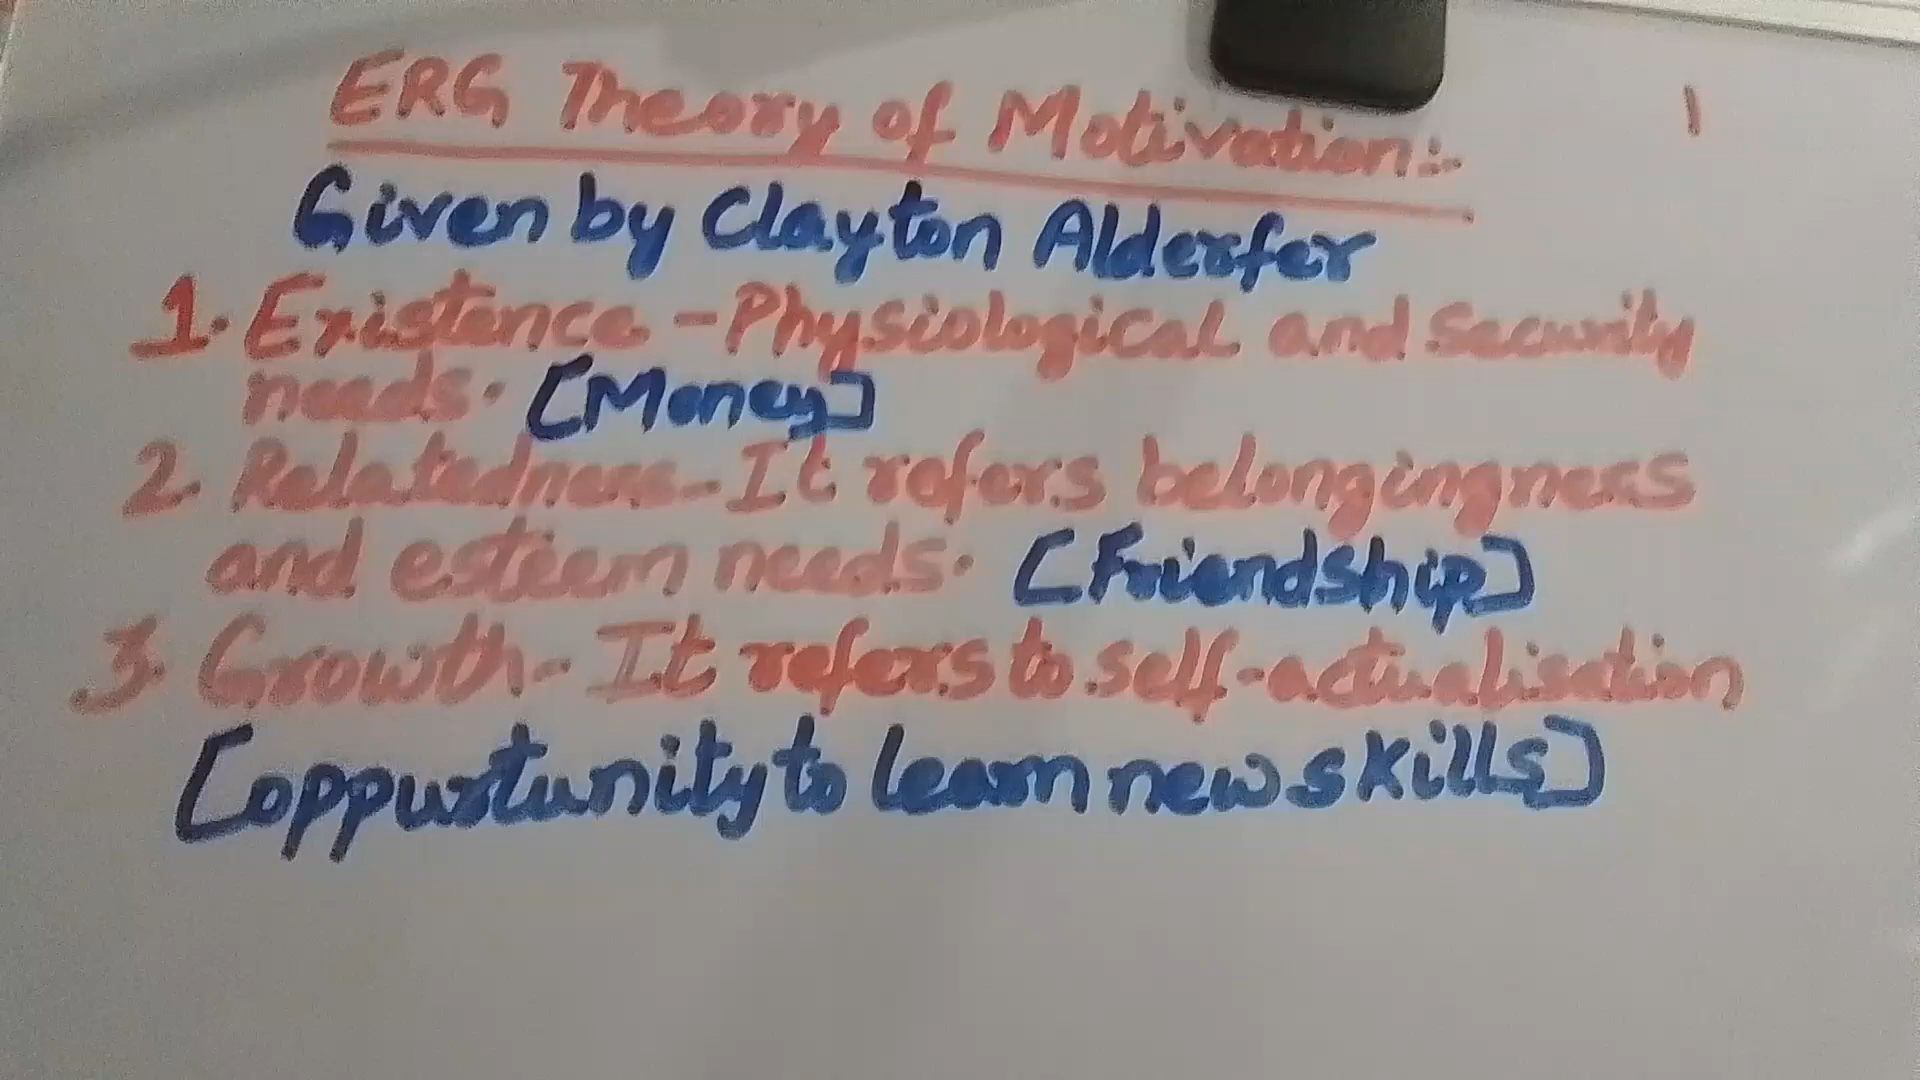 ERG Theory of Motivation:-
1
Given by Clayton Alderfer
1. Existence - Physiological and Security
needs. [Money]
2. Relatedness - It refers belongingness
and esteem needs. [Friendship]
3. Growth - It refers to self-actualisation
[oppurtunity to learn new skills]